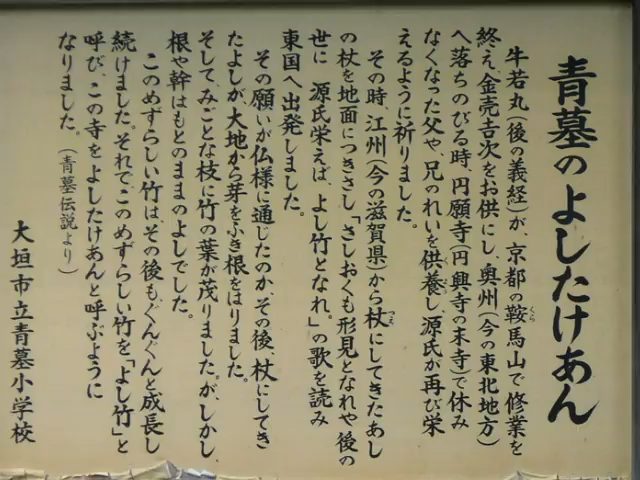 青墓のよしたけあん
牛若丸(後の義経)が、京都の鞍馬山で修業を
終え、金売吉次をお供にし、奥州(今の東北地方)
へ落ちのびる時、円願寺(円興寺の末寺)で休み
なくなった父や、兄のれいを供養し、源氏が再び栄
えるように祈りました。
その時、江州(今の滋賀県)から杖にしてきたあし
の杖を地面につきさし「さしおくも形見となれや後の
世に 源氏栄えば、よし竹となれ。」の歌を読み
東国へ出発しました。
その願いが仏様に通じたのか、その後、杖にしてき
たよしが、大地から芽をふき根をはりました。
そして、みごとな枝に竹の葉が茂りました。が、しかし、
根や幹はもとのままのよしでした。
このめずらしい竹は、その後も、ぐんぐんと成長し
続けました。それで、このめずらしい竹を「よし竹」と
呼び、この寺をよしたけあんと呼ぶように
なりました。(青墓伝説より)
大垣市立青墓小学校